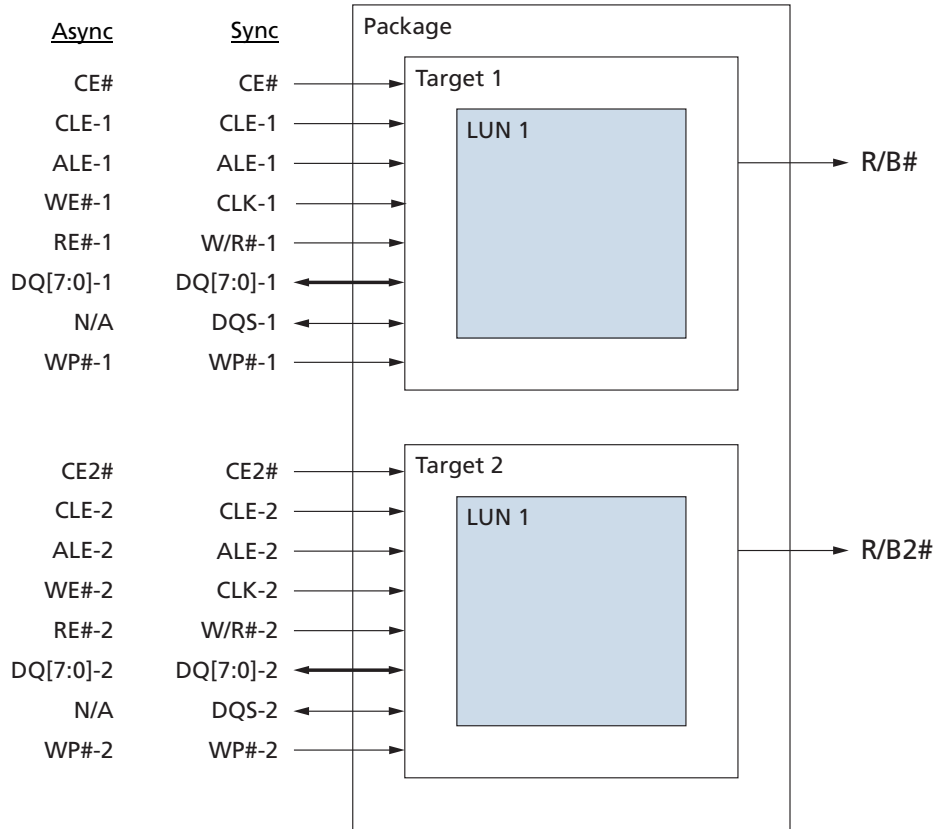 Async Sync Package
CE# CE# Target 1
CLE-1 CLE-1 LUN 1
ALE-1 ALE-1 R/B#
WE#-1 CLK-1
RE#-1 W/R#-1
DQ[7:0]-1 DQ[7:0]-1
N/A DQS-1
WP#-1 WP#-1
CE2# CE2# Target 2
CLE-2 CLE-2 LUN 1
ALE-2 ALE-2 R/B2#
WE#-2 CLK-2
RE#-2 W/R#-2
DQ[7:0]-2 DQ[7:0]-2
N/A DQS-2
WP#-2 WP#-2